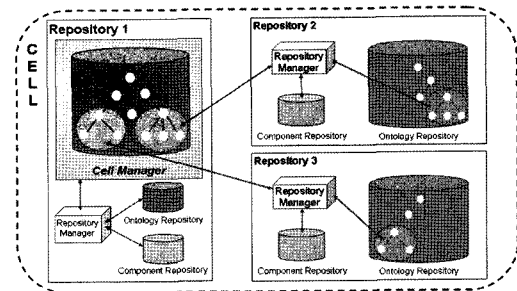 C
E
L
L
Repository 1
Cell Manager
Repository
Manager
Ontology Repository
Component Repository
Repository 2
Repository
Manager
Component Repository
Ontology Repository
Repository 3
Repository
Manager
Component Repository
Ontology Repository